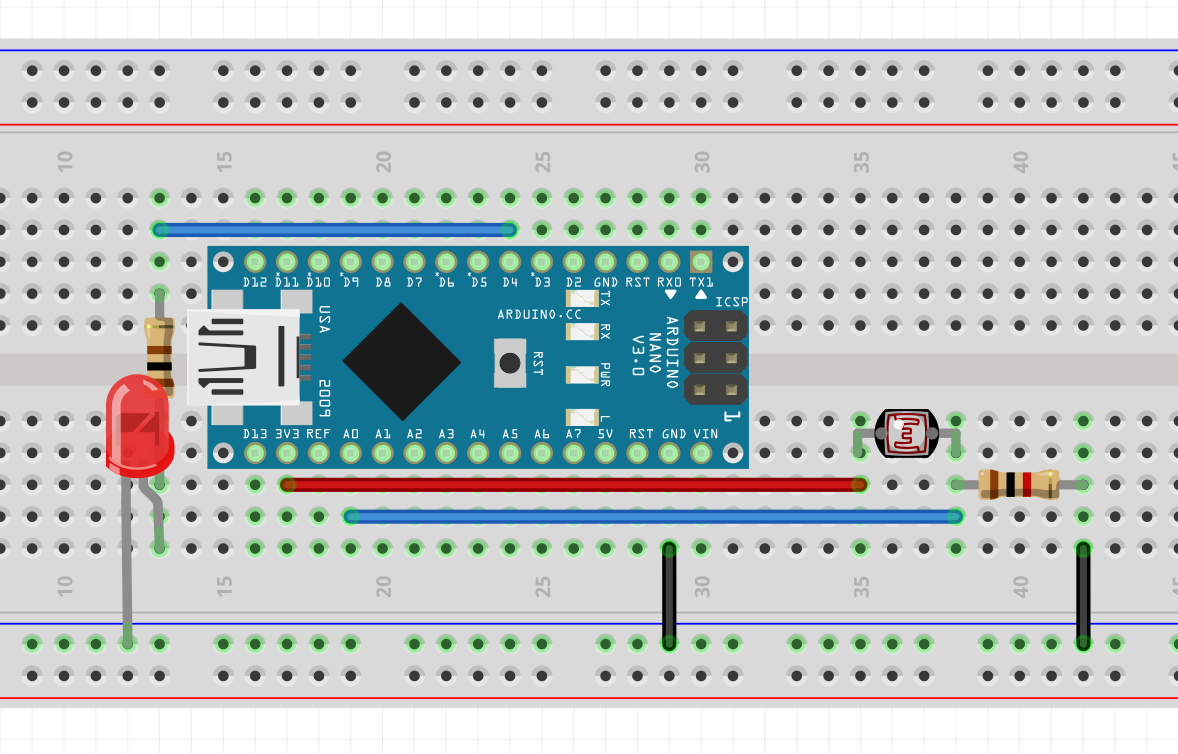 10 15 20 25 30 35 40 45
D12 *D11 *D10 *D9 D8 D7 *D6 *D5 D4 *D3 D2 GND RST RX0 TX1
TX
ICSP
USA
ARDUINO.CC
RX
ARDUINO
NANO
V3.0
RST
PWR
2009
1
L
D13 3V3 REF A0 A1 A2 A3 A4 A5 A6 A7 5V RST GND VIN
10 15 20 25 30 35 40 45